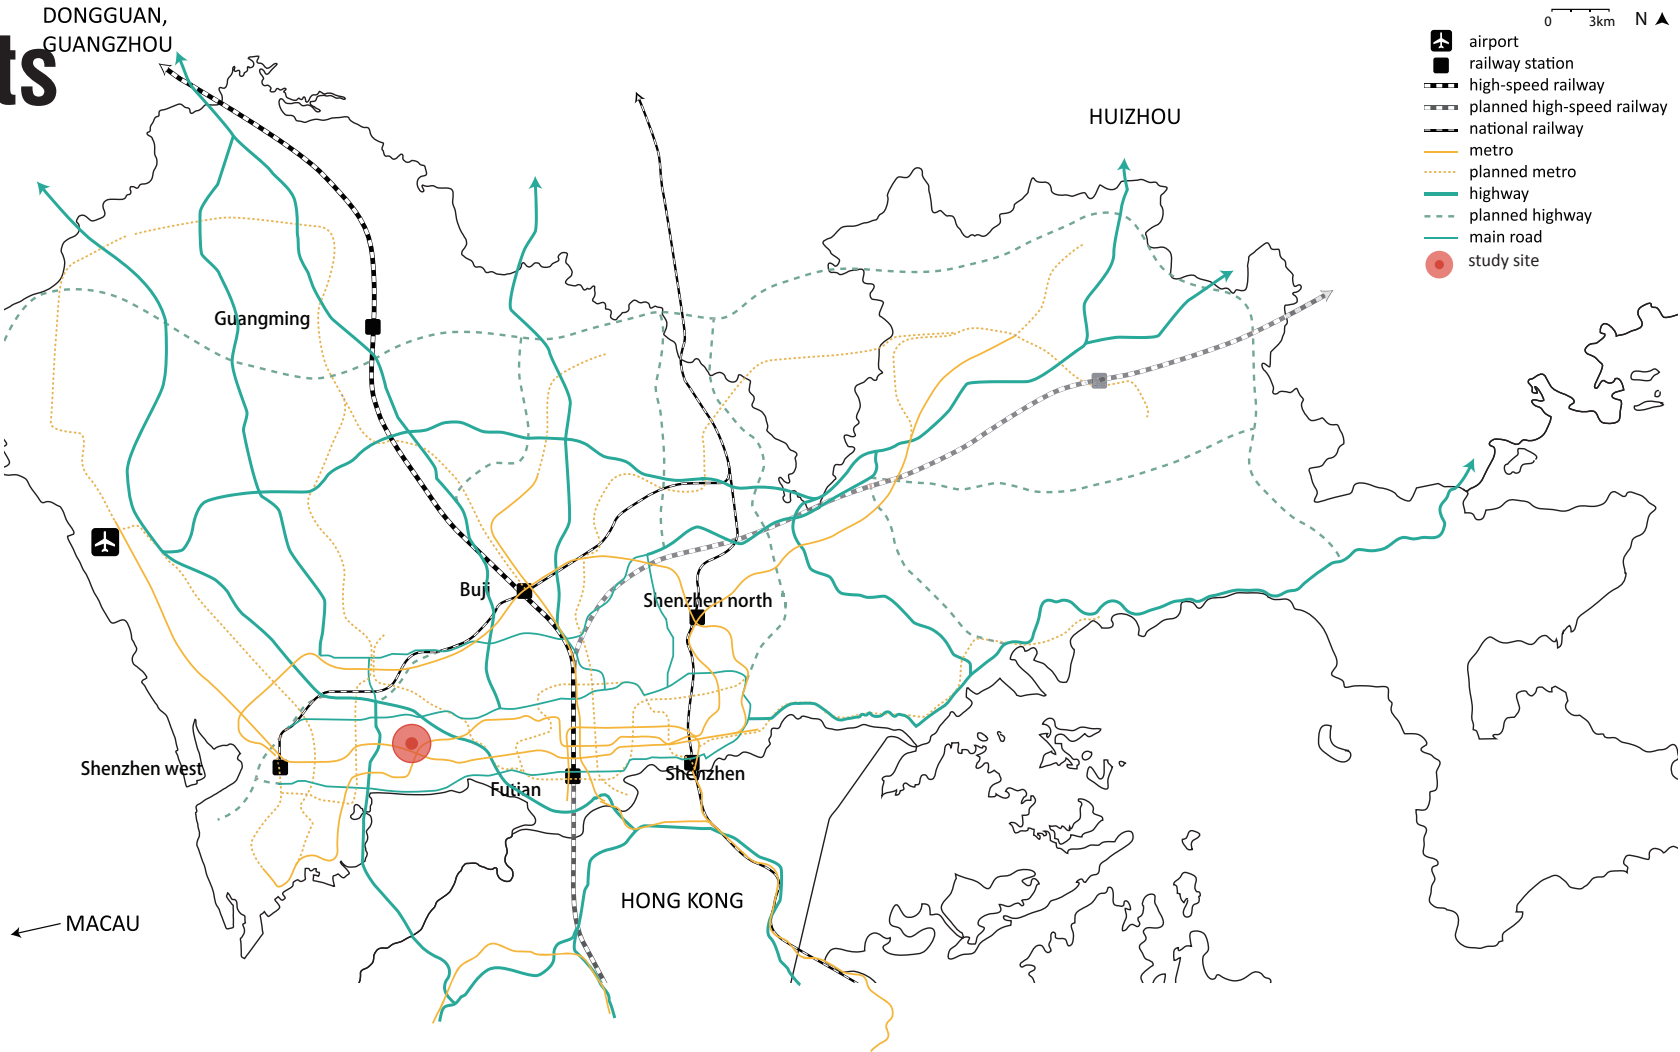 DONGGUAN,
GUANGZHOU
ts
0 3km N
airport
railway station
high-speed railway
planned high-speed railway
national railway
metro
planned metro
highway
planned highway
main road
study site
HUIZHOU
Guangming
Buji
Shenzhen north
Shenzhen west
Futian
Shenzhen
HONG KONG
MACAU